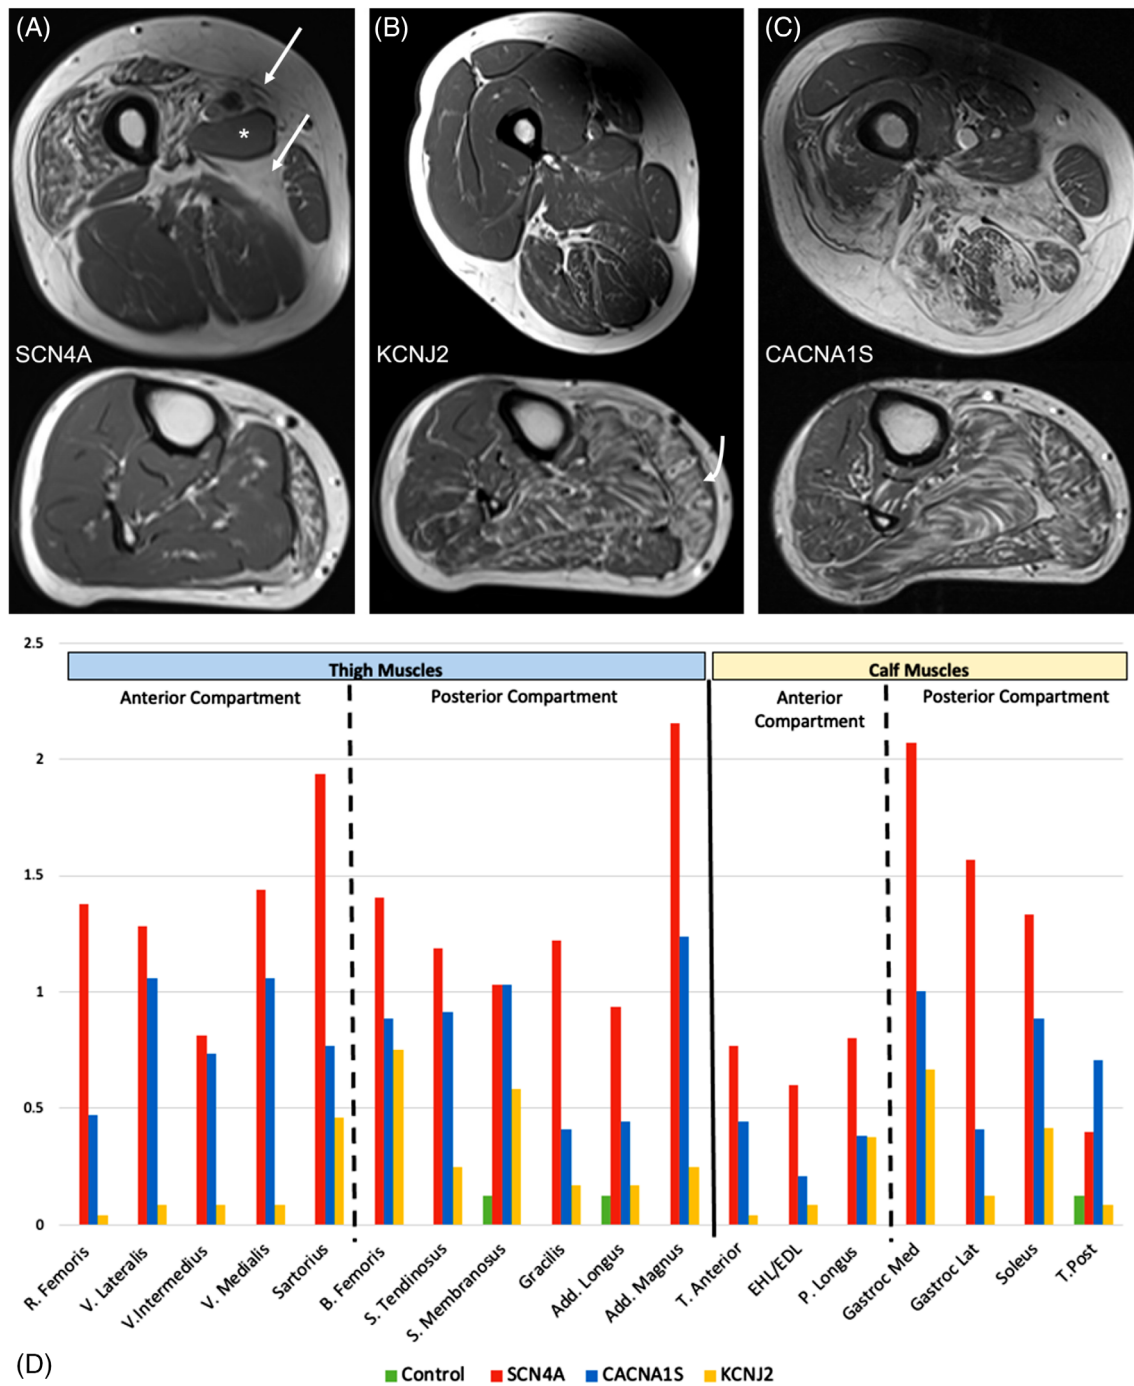 (A)
(B)
(C)
*
SCN4A
KCNJ2
CACNA1S
2.5
Thigh Muscles
Calf Muscles
Anterior Compartment
Posterior Compartment
Anterior
Compartment
Posterior Compartment
2
1.5
1
0.5
0
R. Femoris
V. Lateralis
V.Intermedius
V. Medialis
Sartorius
B. Femoris
S. Tendinosus
S. Membranosus
Gracilis
Add. Longus
Add. Magnus
T. Anterior
EHL/EDL
P. Longus
Gastroc Med
Gastroc Lat
Soleus
T.Post
(D)
Control
SCN4A
CACNA1S
KCNJ2